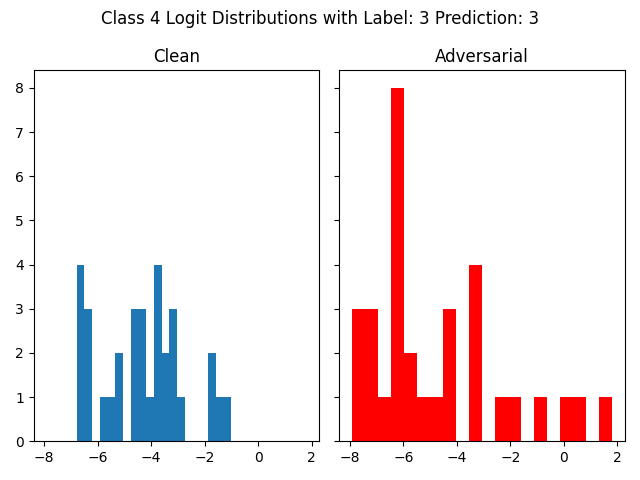 Class 4 Logit Distributions with Label: 3 Prediction: 3
Clean
Adversarial
8
7
6
5
4
3
2
1
0
−8 −6 −4 −2 0 2
−8 −6 −4 −2 0 2